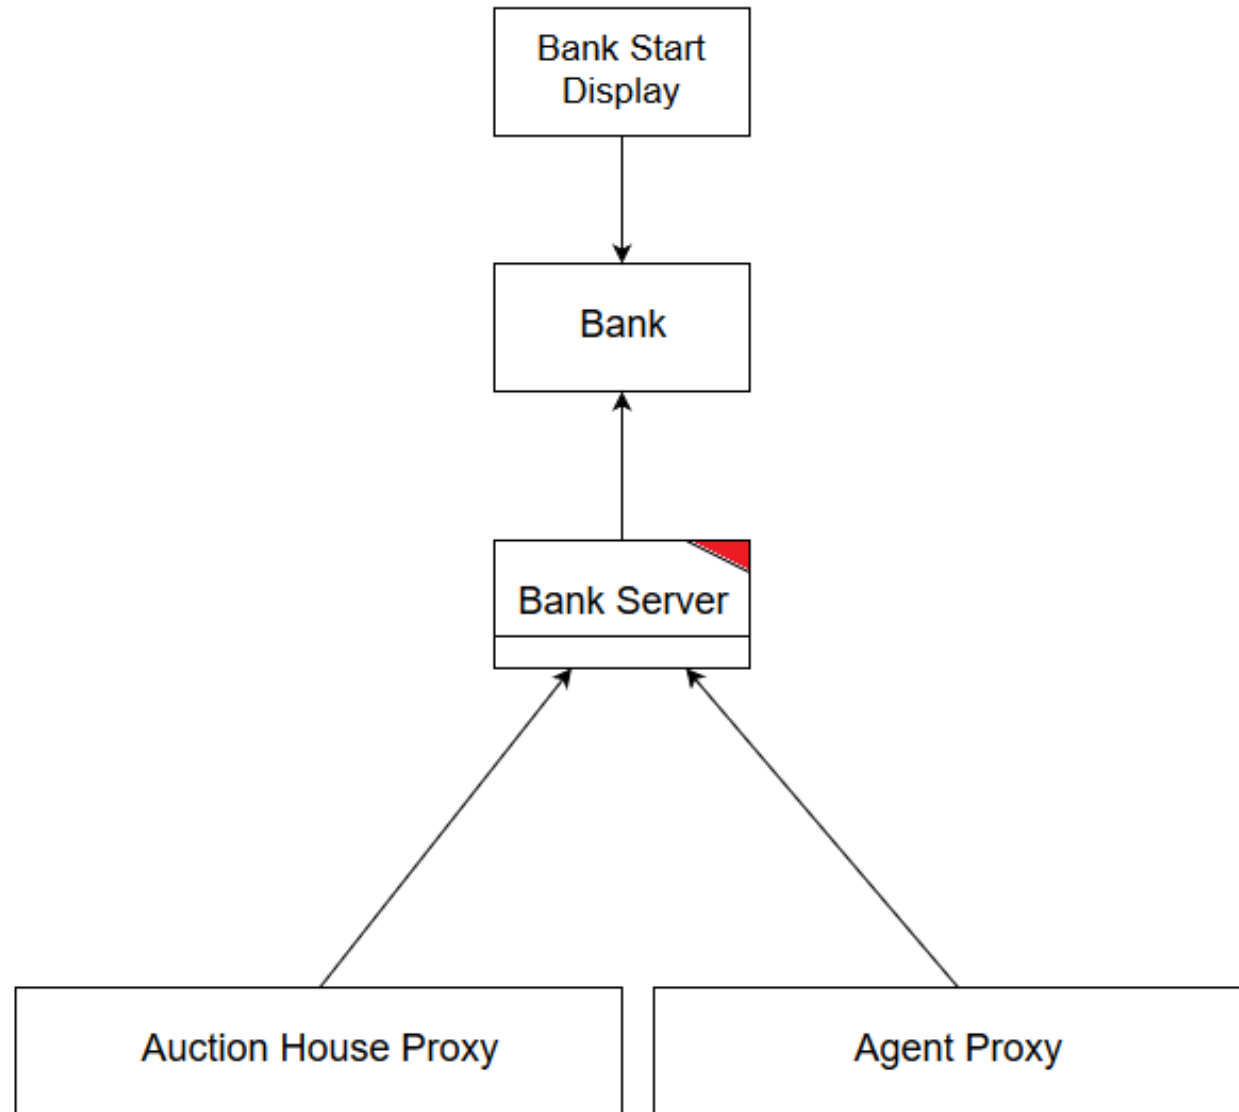 Bank Start
Display
Bank
Bank Server
Auction House Proxy
Agent Proxy